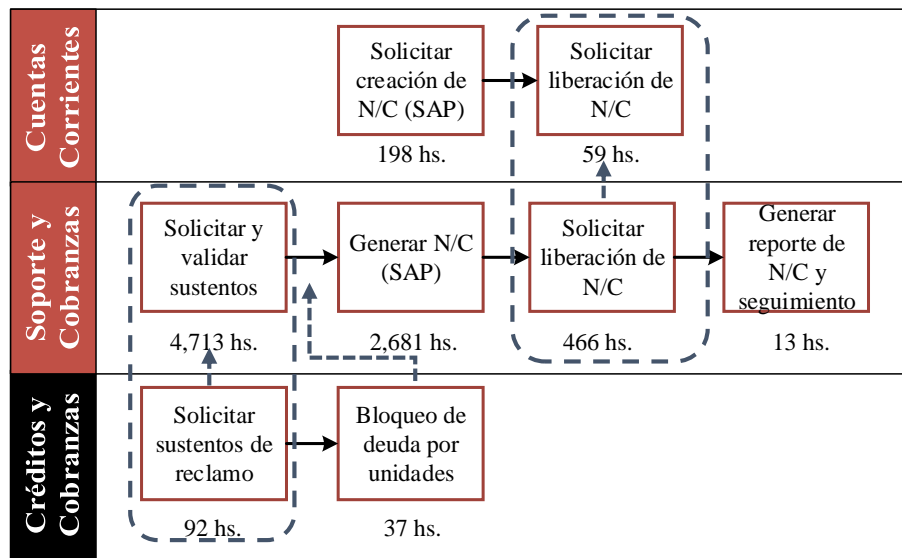 Cuentas
Corrientes
Solicitar
creación de
N/C (SAP)
198 hs.
Solicitar
liberación de
N/C
59 hs.
Soporte y
Cobranzas
Solicitar y
validar
sustentos
4,713 hs.
Generar N/C
(SAP)
2,681 hs.
Solicitar
liberación de
N/C
466 hs.
Generar
reporte de
N/C y
seguimiento
13 hs.
Créditos y
Cobranzas
Solicitar
sustentos de
reclamo
92 hs.
Bloqueo de
deuda por
unidades
37 hs.